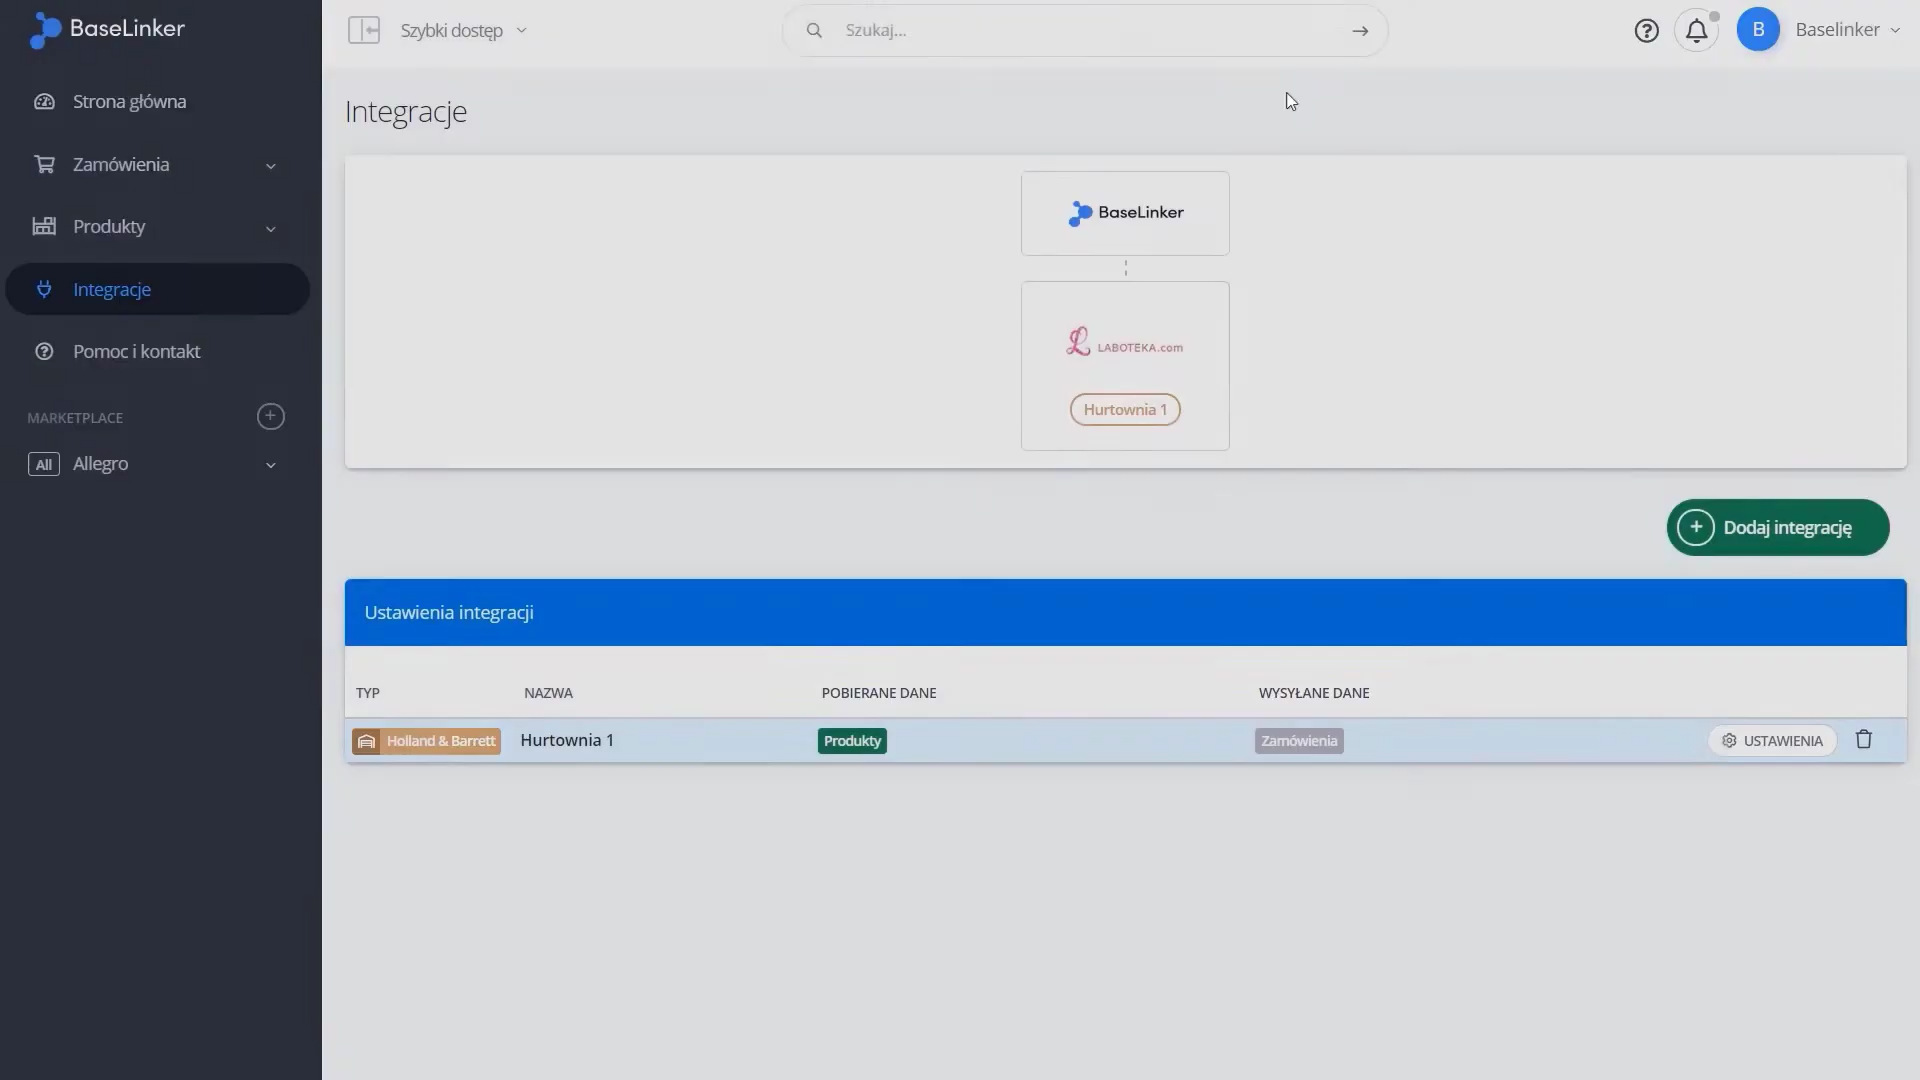 BaseLinker
Szybki dostęp
Szukaj...
B
Baselinker
Strona główna
Zamówienia
Produkty
Integracje
Pomoc i kontakt
MARKETPLACE
All Allegro
Integracje
BaseLinker
L LABOTEKA.com
Hurtownia 1
Dodaj integrację
Ustawienia integracji
TYP NAZWA POBIERANE DANE WYSYŁANE DANE
Holland & Barrett Hurtownia 1 Produkty Zamówienia USTAWIENIA